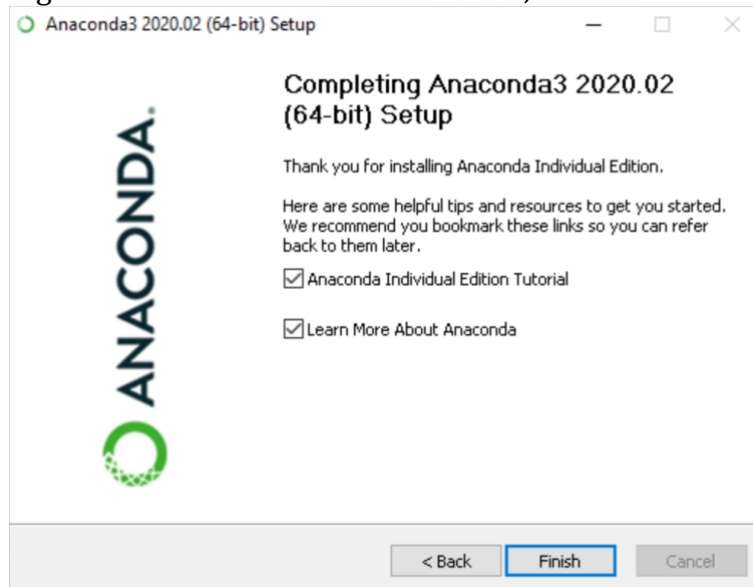 Anaconda3 2020.02 (64-bit) Setup
ANACONDA.
Completing Anaconda3 2020.02
(64-bit) Setup
Thank you for installing Anaconda Individual Edition.
Here are some helpful tips and resources to get you started.
We recommend you bookmark these links so you can refer
back to them later.
Anaconda Individual Edition Tutorial
Learn More About Anaconda
< Back
Finish
Cancel